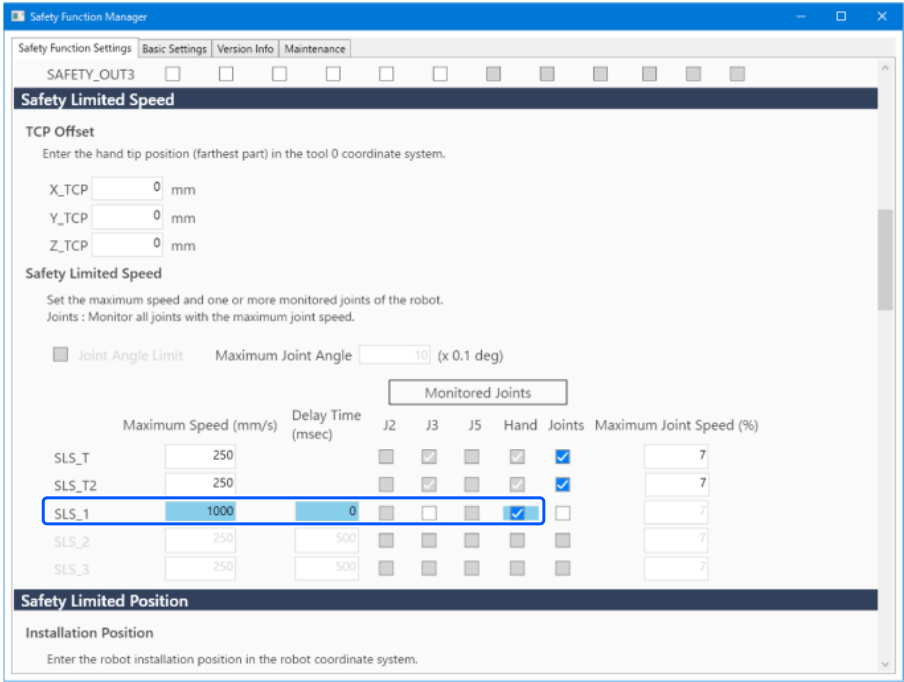 Safety Function Manager
Safety Function Settings Basic Settings Version Info Maintenance
SAFETY_OUT3
Safety Limited Speed
TCP Offset
Enter the hand tip position (farthest part) in the tool 0 coordinate system.
X_TCP 0 mm
Y_TCP 0 mm
Z_TCP 0 mm
Safety Limited Speed
Set the maximum speed and one or more monitored joints of the robot.
Joints : Monitor all joints with the maximum joint speed.
Joint Angle Limit Maximum Joint Angle 10 (x 0.1 deg)
Monitored Joints
Maximum Speed (mm/s) Delay Time (msec) J2 J3 J5 Hand Joints Maximum Joint Speed (%)
SLS_T 250 7
SLS_T2 250 7
SLS_1 1000 0 7
SLS_2 250 500 7
SLS_3 250 500 7
Safety Limited Position
Installation Position
Enter the robot installation position in the robot coordinate system.